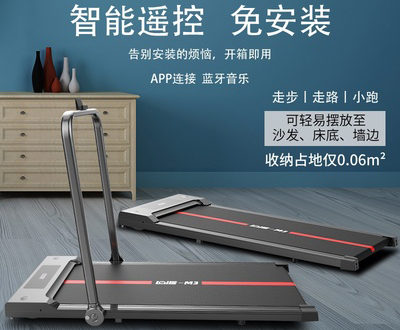 智能遥控 免安装
告别安装的烦恼，开箱即用
APP连接 蓝牙音乐
走步｜走路｜小跑
可轻易摆放至
沙发、床底、墙边
收纳占地仅0.06m²